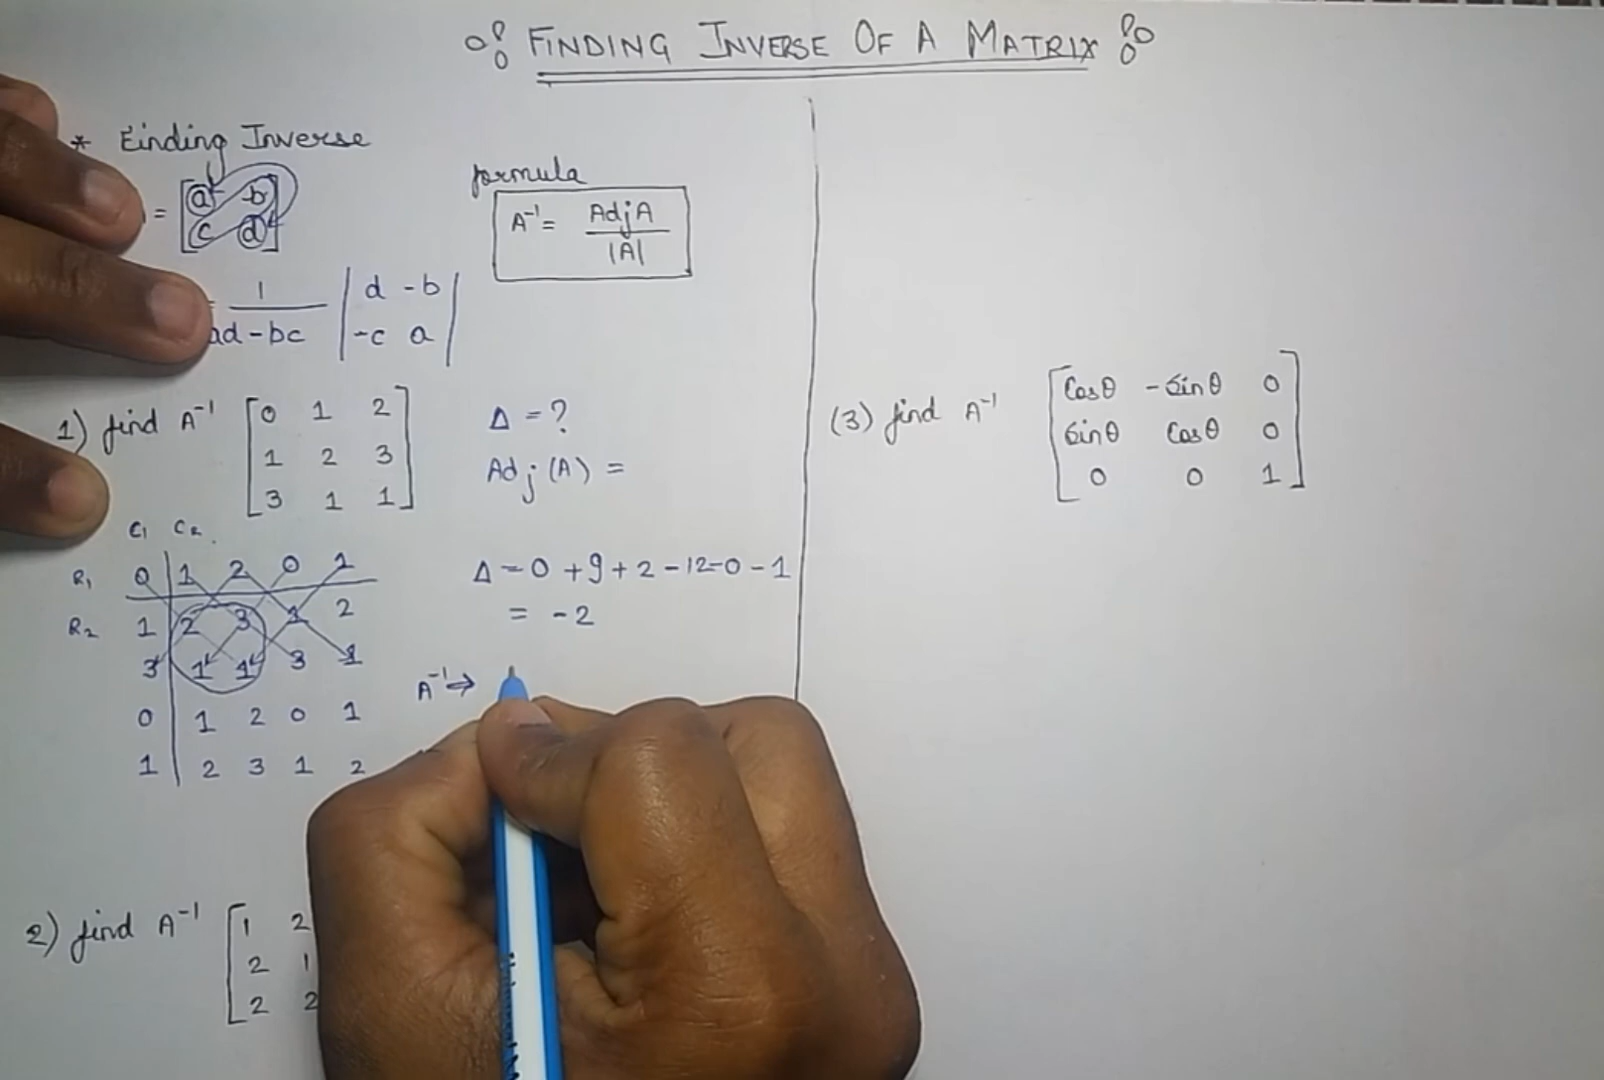 FINDING INVERSE OF A MATRIX
* Finding Inverse
= [a b
c d]
formula
A⁻¹ = AdjA / |A|
1 / ad-bc | d -b
-c a |
1) find A⁻¹ [0 1 2
1 2 3
3 1 1]
Δ = ?
Adj(A) =
C₁ C₂
R₁ 0 1 2 0 1
R₂ 1 2 3 1 2
3 1 1 3 1
0 1 2 0 1
1 2 3 1 2
Δ = 0 + 9 + 2 - 12 - 0 - 1
= -2
A⁻¹ ⇒
2) find A⁻¹ [1 2
2 1
2 2
(3) find A⁻¹ [Cosθ -Sinθ 0
Sinθ Cosθ 0
0 0 1]